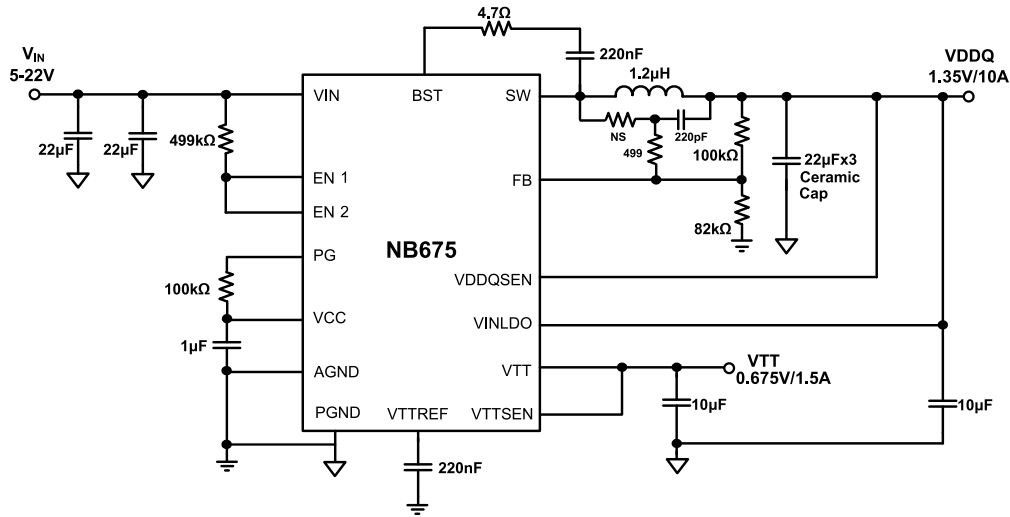 4.7Ω
VIN
5-22V
220nF
VDDQ
1.35V/10A
1.2µH
VIN
BST
SW
22µF
22µF
499kΩ
NS
220pF
499
100kΩ
22µFx3
Ceramic
Cap
EN 1
FB
EN 2
82kΩ
PG
NB675
VDDQSEN
100kΩ
VCC
VINLDO
1µF
AGND
VTT
VTT
0.675V/1.5A
PGND
VTTREF
VTTSEN
10µF
10µF
220nF